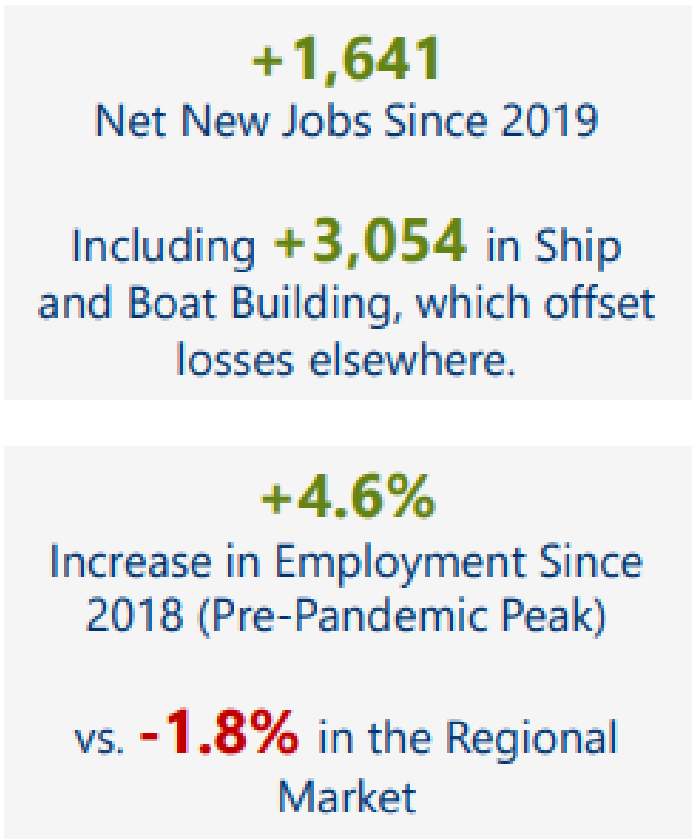 +1,641
Net New Jobs Since 2019
Including +3,054 in Ship
and Boat Building, which offset
losses elsewhere.
+4.6%
Increase in Employment Since
2018 (Pre-Pandemic Peak)
vs. -1.8% in the Regional
Market